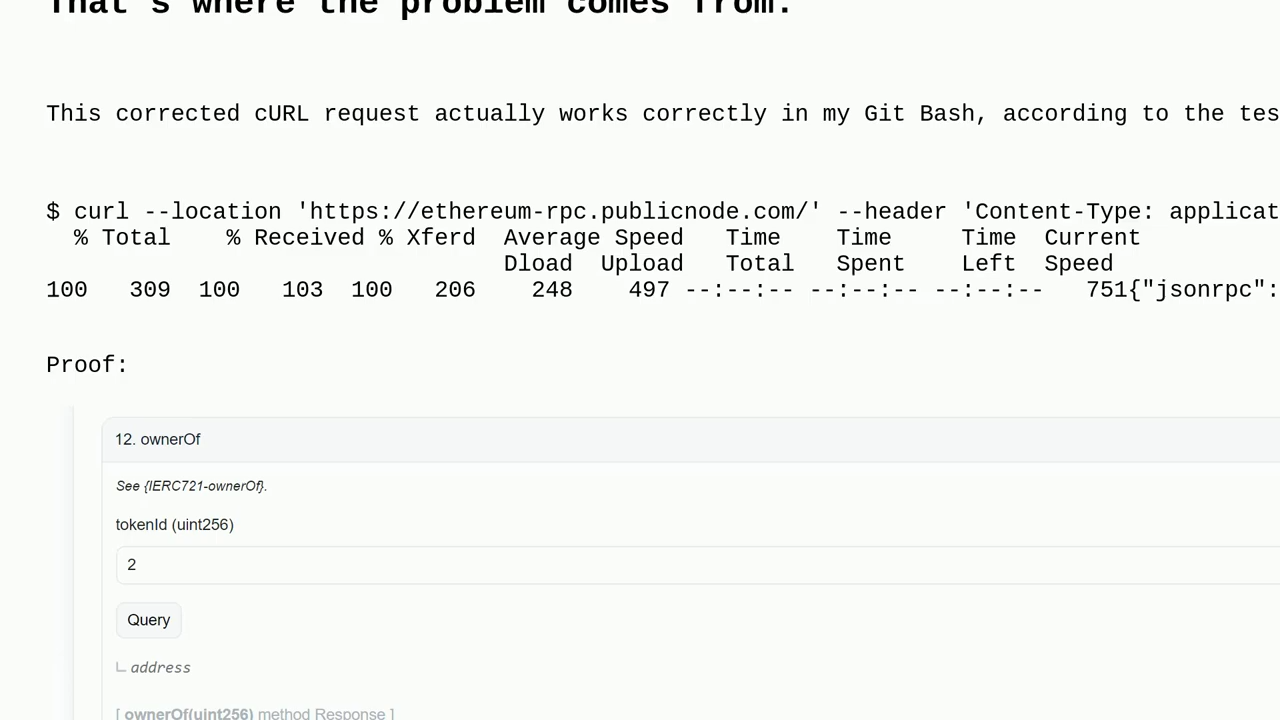 That's where the problem comes from.
This corrected cURL request actually works correctly in my Git Bash, according to the tes
$ curl --location 'https://ethereum-rpc.publicnode.com/' --header 'Content-Type: applicat
% Total % Received % Xferd Average Speed Time Time Time Current
Dload Upload Total Spent Left Speed
100 309 100 103 100 206 248 497 --:--:-- --:--:-- --:--:-- 751{"jsonrpc":
Proof:
12. ownerOf
See {IERC721-ownerOf}.
tokenId (uint256)
2
Query
address
[ ownerOf(uint256) method Response ]